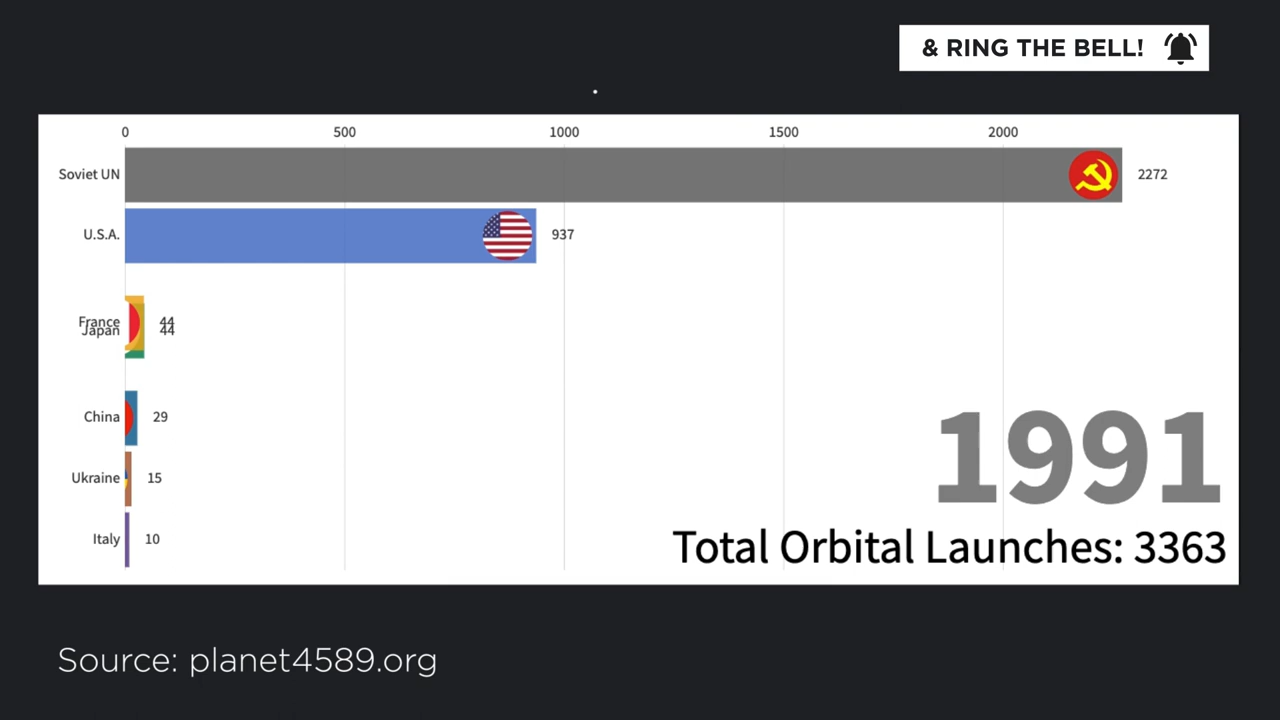 & RING THE BELL!
0 500 1000 1500 2000
Soviet UN 2272
U.S.A. 937
France 44
Japan 44
China 29
Ukraine 15
Italy 10
1991
Total Orbital Launches: 3363
Source: planet4589.org